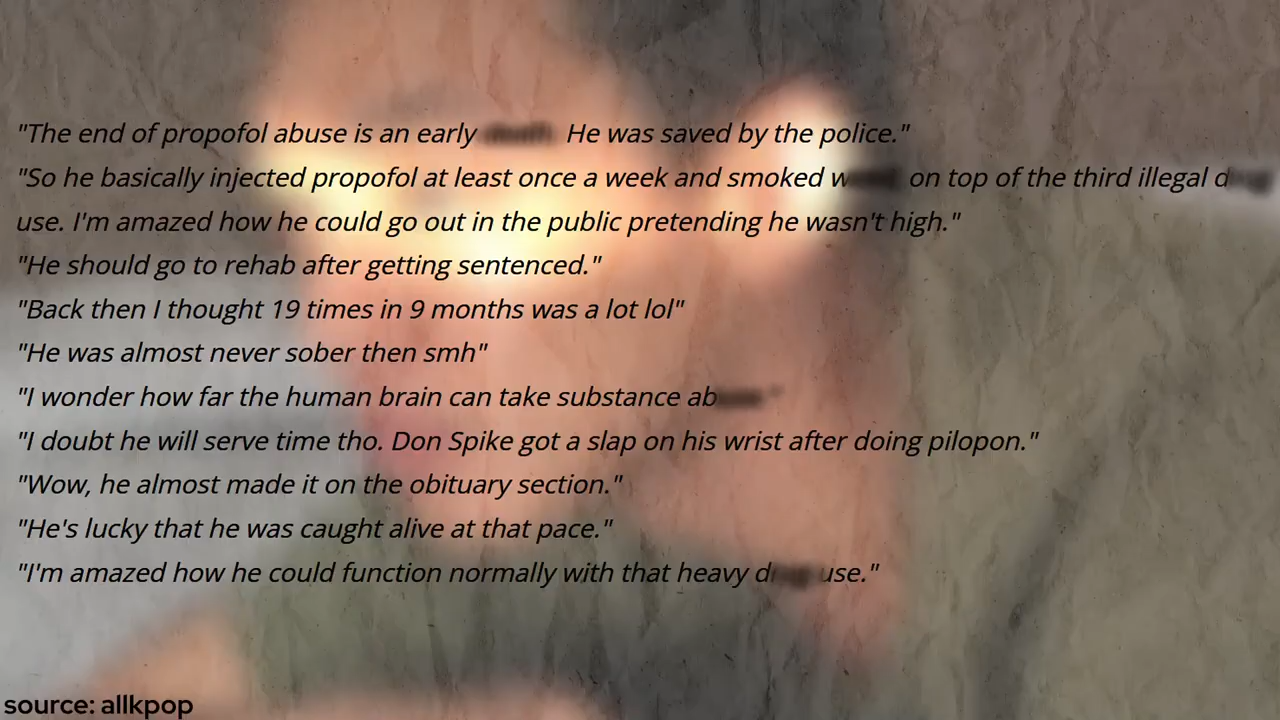 "The end of propofol abuse is an early He was saved by the police."
"So he basically injected propofol at least once a week and smoked on top of the third illegal
use. I'm amazed how he could go out in the public pretending he wasn't high."
"He should go to rehab after getting sentenced."
"Back then I thought 19 times in 9 months was a lot lol"
"He was almost never sober then smh"
"I wonder how far the human brain can take substance
"I doubt he will serve time tho. Don Spike got a slap on his wrist after doing pilopon."
"Wow, he almost made it on the obituary section."
"He's lucky that he was caught alive at that pace."
"I'm amazed how he could function normally with that heavy use."
source: allkpop